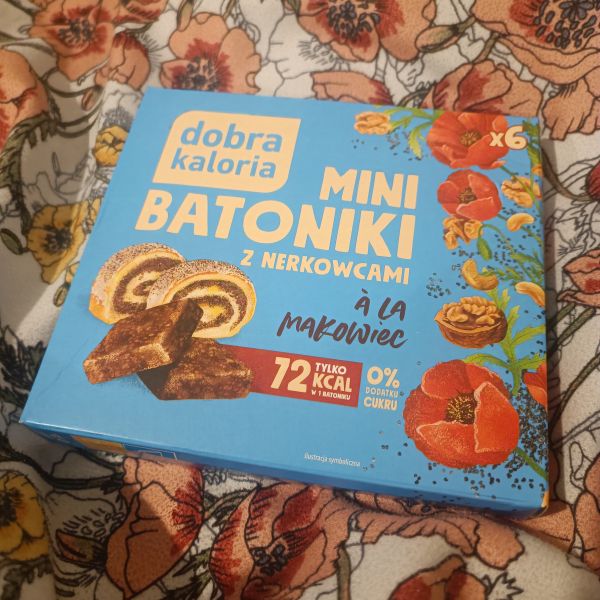 dobra
kaloria
x6
MINI
BATONIKI
Z NERKOWCAMI
À LA
MAKOWIEC
72 TYLKO
KCAL
W 1 BATONIKU
0%
DODATKU
CUKRU
ilustracja symboliczna